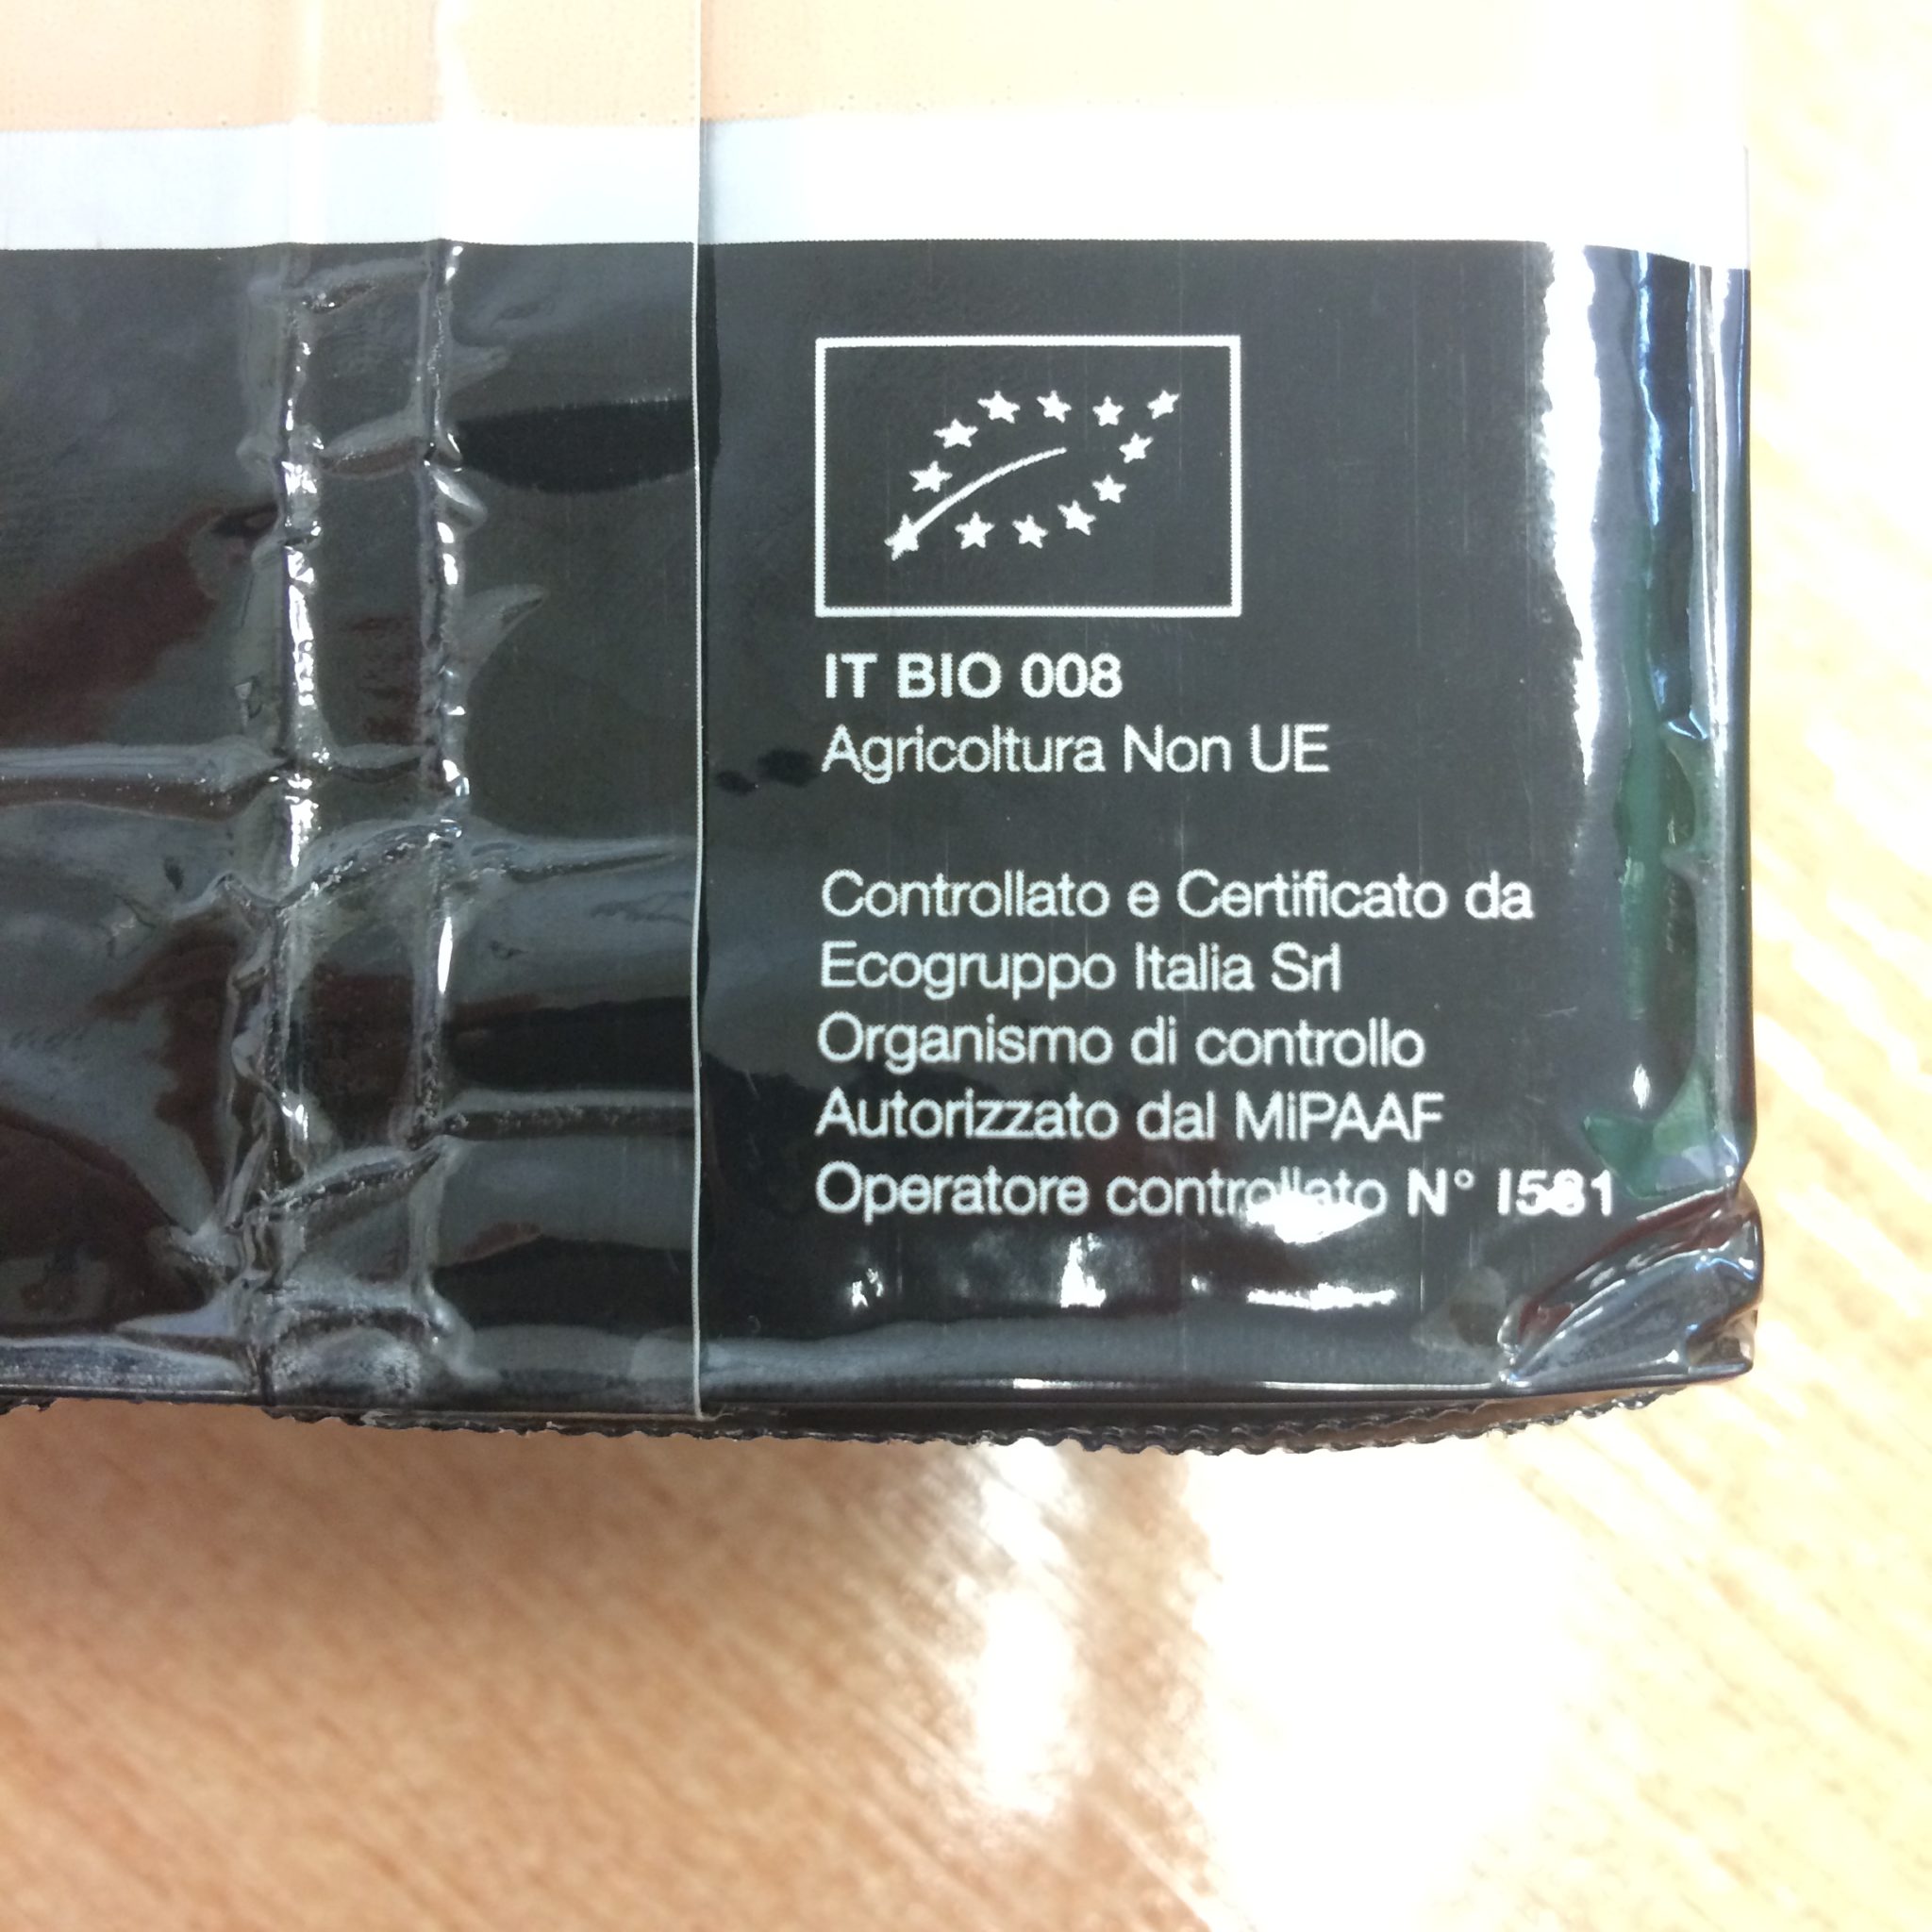 IT BIO 008
Agricoltura Non UE
Controllato e Certificato da
Ecogruppo Italia Srl
Organismo di controllo
Autorizzato dal MiPAAF
Operatore controllato N° I581